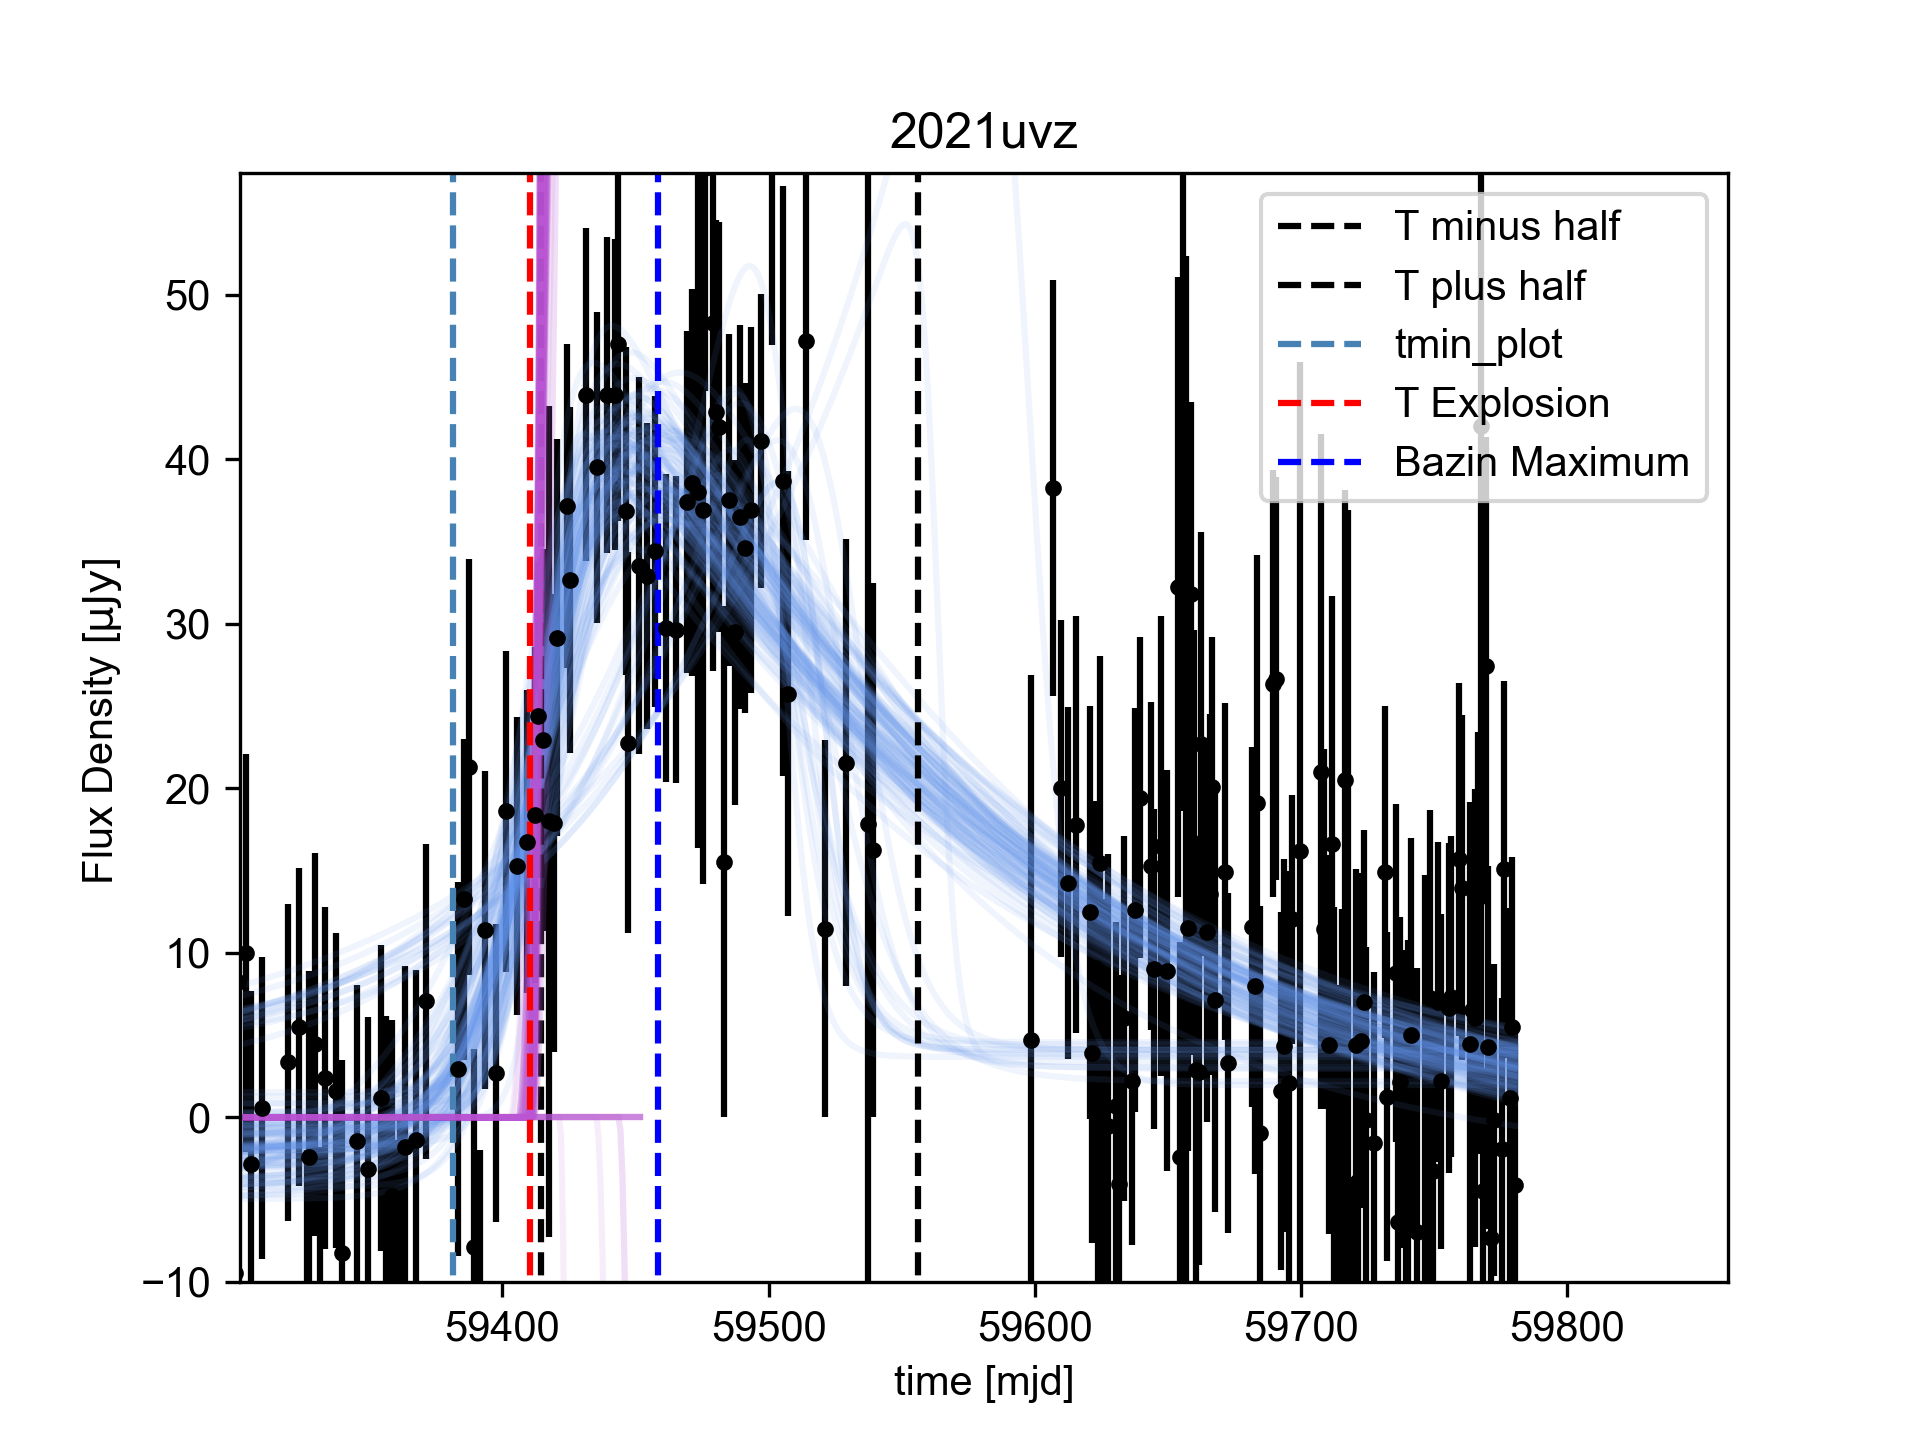 2021uvz
T minus half
T plus half
tmin_plot
T Explosion
Bazin Maximum
50
40
30
20
10
0
−10
Flux Density [µJy]
59400 59500 59600 59700 59800
time [mjd]